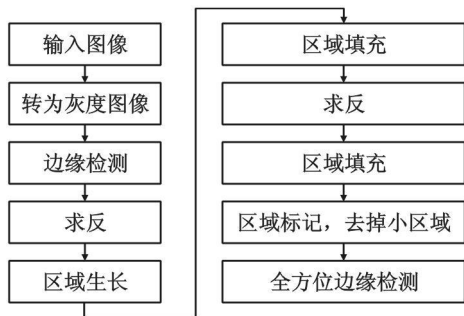 输入图像
转为灰度图像
边缘检测
求反
区域生长
区域填充
求反
区域填充
区域标记，去掉小区域
全方位边缘检测